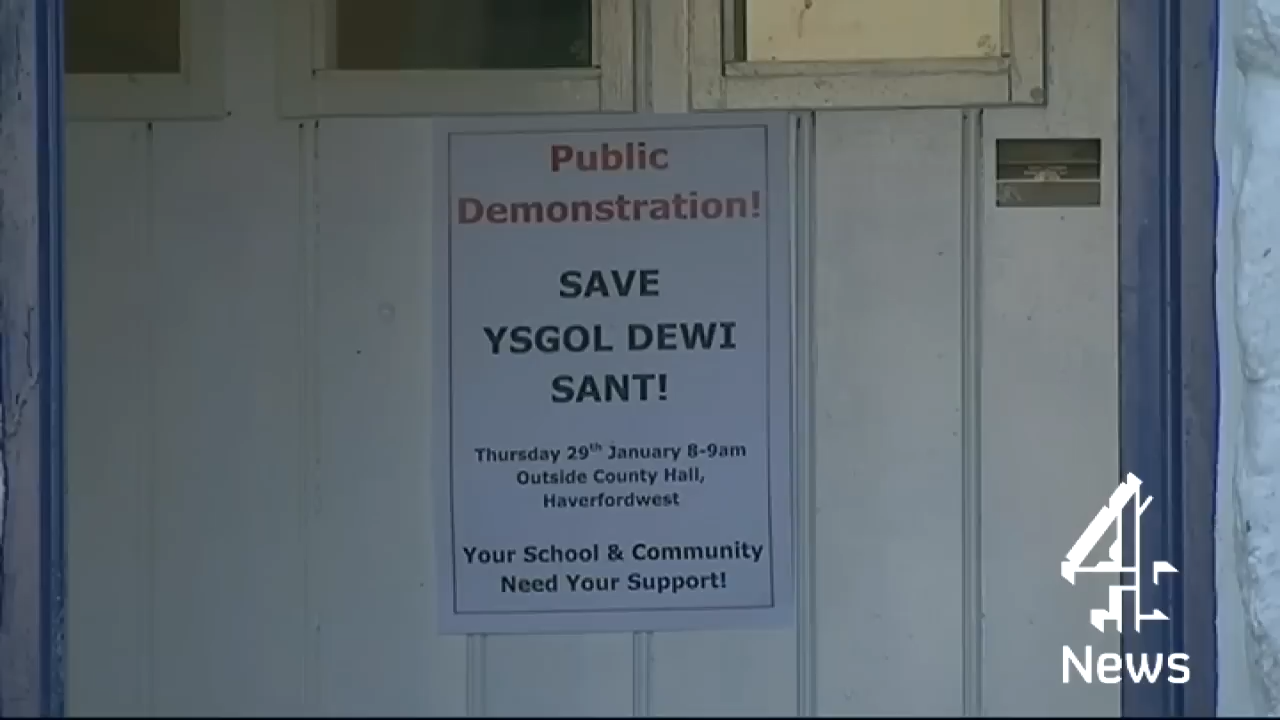 Public
Demonstration!
SAVE
YSGOL DEWI
SANT!
Thursday 29th January 8-9am
Outside County Hall,
Haverfordwest
Your School & Community
Need Your Support!
4
News